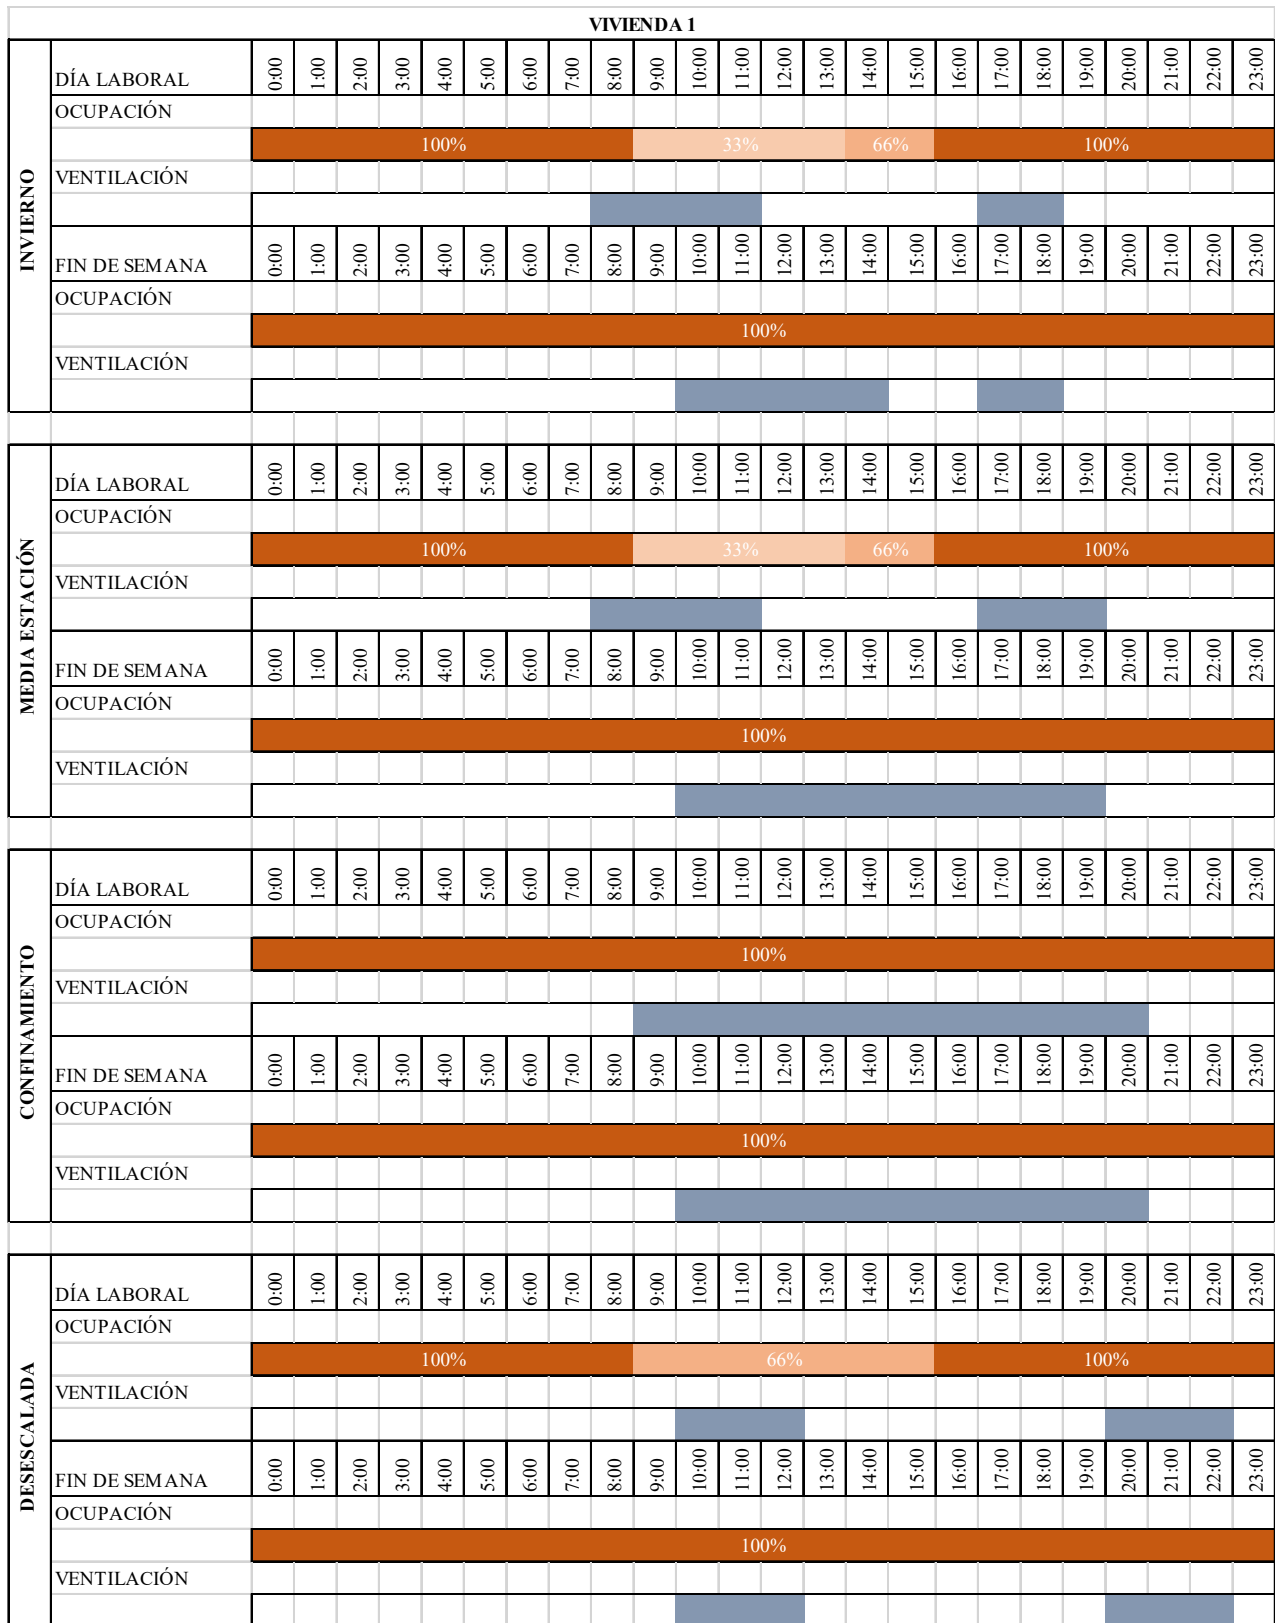 VIVIENDA 1
INVIERNO
DÍA LABORAL 0:00 1:00 2:00 3:00 4:00 5:00 6:00 7:00 8:00 9:00 10:00 11:00 12:00 13:00 14:00 15:00 16:00 17:00 18:00 19:00 20:00 21:00 22:00 23:00
OCUPACIÓN
100% 33% 66% 100%
VENTILACIÓN
FIN DE SEMANA 0:00 1:00 2:00 3:00 4:00 5:00 6:00 7:00 8:00 9:00 10:00 11:00 12:00 13:00 14:00 15:00 16:00 17:00 18:00 19:00 20:00 21:00 22:00 23:00
OCUPACIÓN
100%
VENTILACIÓN
MEDIA ESTACIÓN
DÍA LABORAL 0:00 1:00 2:00 3:00 4:00 5:00 6:00 7:00 8:00 9:00 10:00 11:00 12:00 13:00 14:00 15:00 16:00 17:00 18:00 19:00 20:00 21:00 22:00 23:00
OCUPACIÓN
100% 33% 66% 100%
VENTILACIÓN
FIN DE SEMANA 0:00 1:00 2:00 3:00 4:00 5:00 6:00 7:00 8:00 9:00 10:00 11:00 12:00 13:00 14:00 15:00 16:00 17:00 18:00 19:00 20:00 21:00 22:00 23:00
OCUPACIÓN
100%
VENTILACIÓN
CONFINAMIENTO
DÍA LABORAL 0:00 1:00 2:00 3:00 4:00 5:00 6:00 7:00 8:00 9:00 10:00 11:00 12:00 13:00 14:00 15:00 16:00 17:00 18:00 19:00 20:00 21:00 22:00 23:00
OCUPACIÓN
100%
VENTILACIÓN
FIN DE SEMANA 0:00 1:00 2:00 3:00 4:00 5:00 6:00 7:00 8:00 9:00 10:00 11:00 12:00 13:00 14:00 15:00 16:00 17:00 18:00 19:00 20:00 21:00 22:00 23:00
OCUPACIÓN
100%
VENTILACIÓN
DESESCALADA
DÍA LABORAL 0:00 1:00 2:00 3:00 4:00 5:00 6:00 7:00 8:00 9:00 10:00 11:00 12:00 13:00 14:00 15:00 16:00 17:00 18:00 19:00 20:00 21:00 22:00 23:00
OCUPACIÓN
100% 66% 100%
VENTILACIÓN
FIN DE SEMANA 0:00 1:00 2:00 3:00 4:00 5:00 6:00 7:00 8:00 9:00 10:00 11:00 12:00 13:00 14:00 15:00 16:00 17:00 18:00 19:00 20:00 21:00 22:00 23:00
OCUPACIÓN
100%
VENTILACIÓN